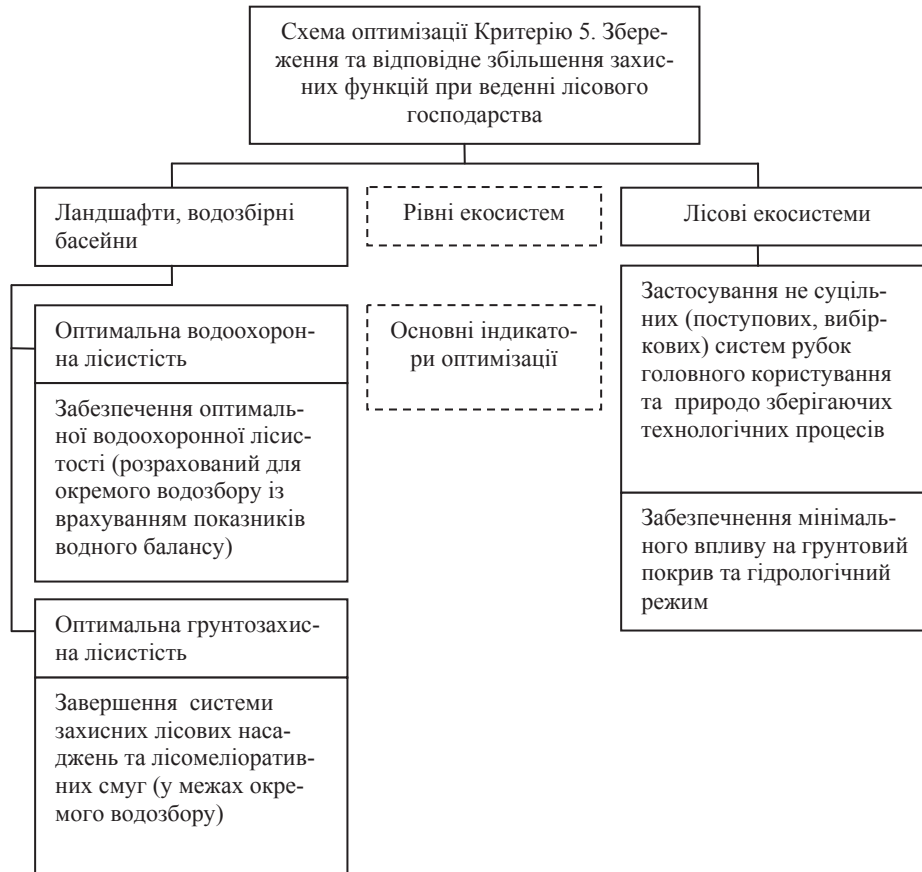 Схема оптимізації Критерію 5. Збере-
ження та відповідне збільшення захис-
них функцій при веденні лісового
господарства
Ландшафти, водозбірні
басейни
Рівні екосистем
Лісові екосистеми
Оптимальна водоохорон-
на лісистість
Забезпечення оптималь-
ної водоохоронної лісис-
тості (розрахований для
окремого водозбору із
врахуванням показників
водного балансу)
Оптимальна грунтозахис-
на лісистість
Завершення системи
захисних лісових наса-
джень та лісомеліоратив-
них смуг (у межах окре-
мого водозбору)
Основні індикато-
ри оптимізації
Застосування не суціль-
них (поступових, вибір-
кових) систем рубок
головного користування
та природо зберігаючих
технологічних процесів
Забезпечнення мінімаль-
ного впливу на грунтовий
покрив та гідрологічний
режим